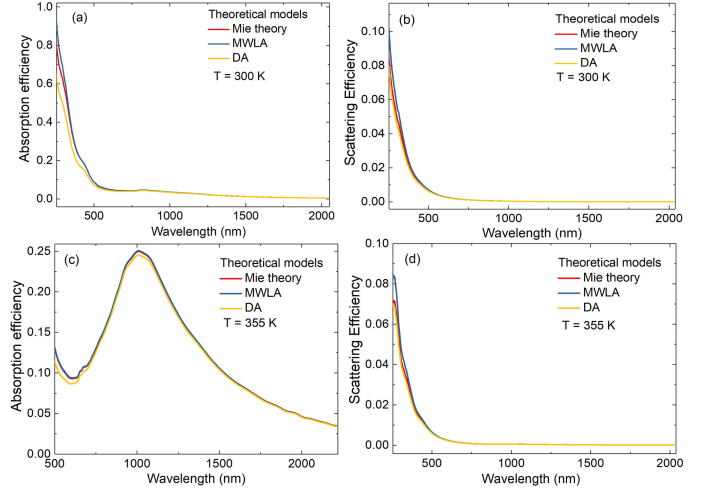 (a)
Theoretical models
Mie theory
MWLA
DA
T = 300 K
Absorption efficiency
1.0
0.8
0.6
0.4
0.2
0.0
500
1000
1500
2000
Wavelength (nm)
(b)
Theoretical models
Mie theory
MWLA
DA
T = 300 K
Scattering Efficiency
0.10
0.08
0.06
0.04
0.02
0.00
500
1000
1500
2000
Wavelength (nm)
(c)
Theoretical models
Mie theory
MWLA
DA
T = 355 K
Absorption efficiency
0.25
0.20
0.15
0.10
0.05
0.00
500
1000
1500
2000
Wavelength (nm)
(d)
Theoretical models
Mie theory
MWLA
DA
T = 355 K
Scattering Efficiency
0.10
0.08
0.06
0.04
0.02
0.00
500
1000
1500
2000
Wavelength (nm)